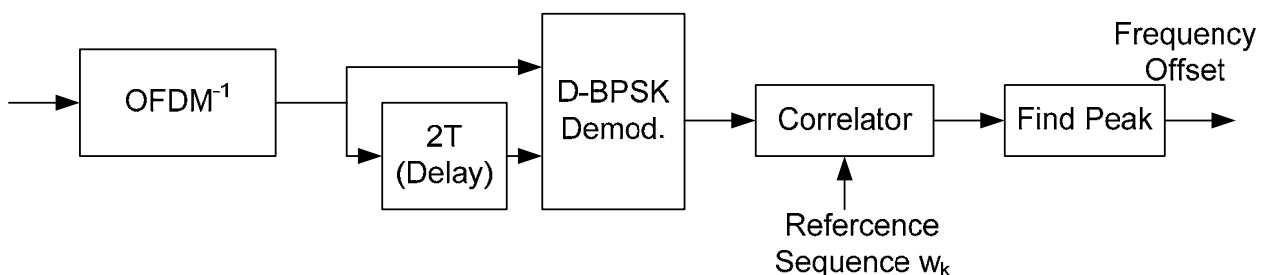 OFDM⁻¹
2T
(Delay)
D-BPSK
Demod.
Correlator
Refercence
Sequence wₖ
Find Peak
Frequency
Offset